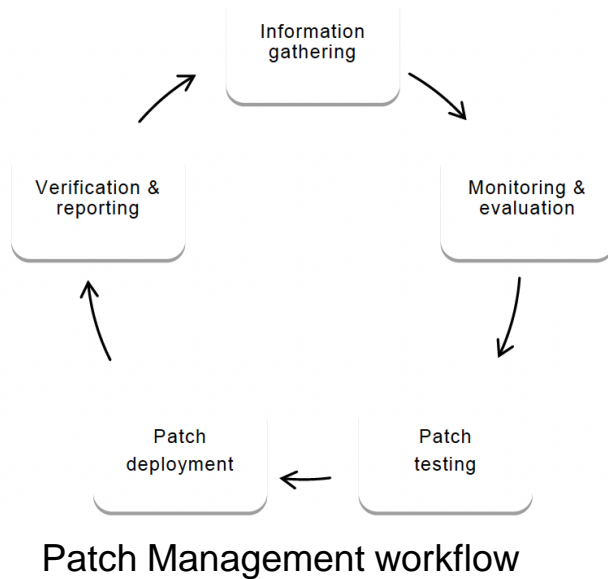 Information
gathering
Monitoring &
evaluation
Patch
testing
Patch
deployment
Verification &
reporting
Patch Management workflow